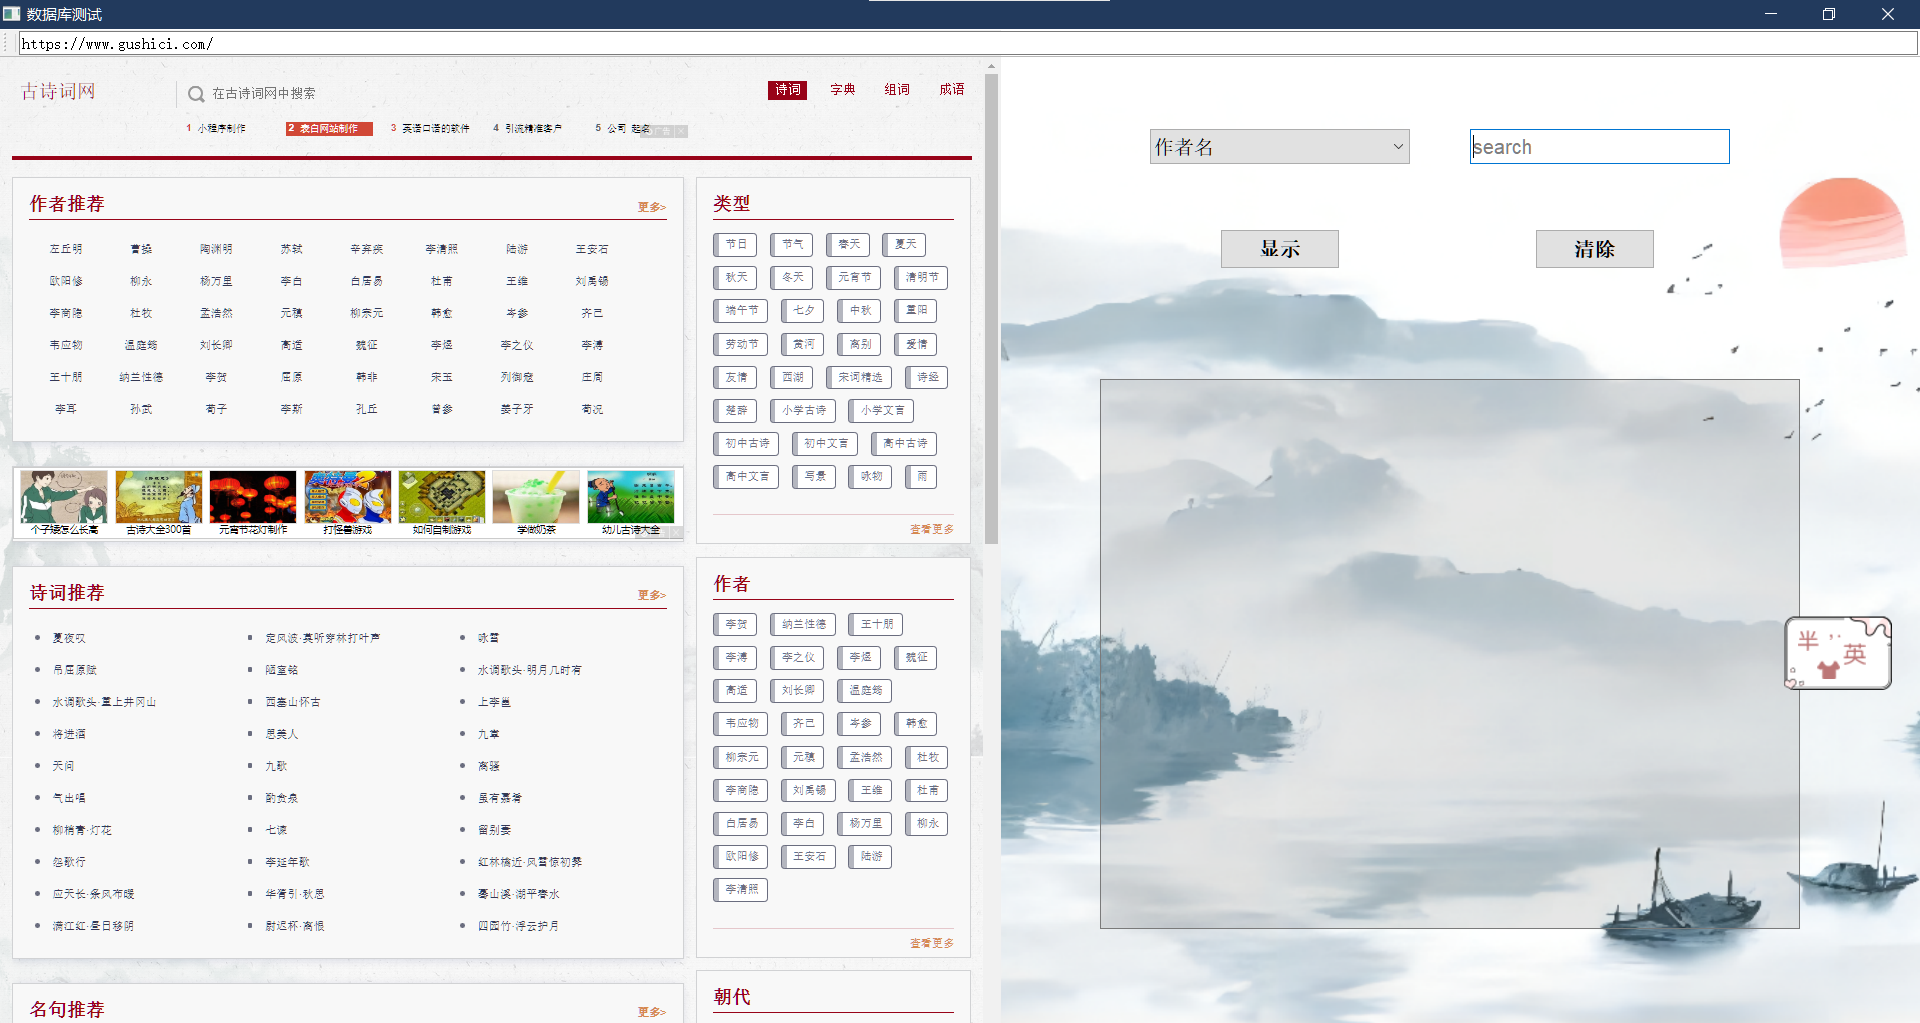 数据库测试
https://www.gushici.com/
古诗词网
在古诗词网中搜索
诗词 字典 组词 成语
1 小程序制作 2 表白网站制作 3 英语口语的软件 4 引流精准客户 5 公司 起名
作者推荐 更多>
左丘明 曹操 陶渊明 苏轼 辛弃疾 李清照 陆游 王安石
欧阳修 柳永 杨万里 李白 白居易 杜甫 王维 刘禹锡
李商隐 杜牧 孟浩然 元稹 柳宗元 韩愈 岑参 齐己
韦应物 温庭筠 刘长卿 高适 魏征 李煜 李之仪 李涛
王十朋 纳兰性德 李贺 屈原 韩非 宋玉 列御寇 庄周
李耳 孙武 荀子 李斯 孔丘 曾参 姜子牙 荀况
个子矮怎么长高 古诗大全300首 元宵节花灯制作 打怪兽游戏 如何自制游戏 学做奶茶 幼儿古诗大全
诗词推荐 更多>
夏夜叹 定风波·莫听穿林打叶声 咏雪
吊屈原赋 陋室铭 水调歌头·明月几时有
水调歌头·重上井冈山 西塞山怀古 上李邕
将进酒 思美人 九章
天问 九歌 离骚
气出唱 酌贪泉 虽有嘉肴
柳梢青·灯花 七谏 留别妻
怨歌行 李延年歌 红林檎近·风雪惊初霁
应天长·条风布暖 华胥引·秋思 蓦山溪·湖平春水
满江红·昼日移阴 尉迟杯·离恨 四园竹·浮云护月
名句推荐 更多>
类型
节日 节气 春天 夏天
秋天 冬天 元宵节 清明节
端午节 七夕 中秋 重阳
劳动节 黄河 离别 爱情
友情 西湖 宋词精选 诗经
楚辞 小学古诗 小学文言
初中古诗 初中文言 高中古诗
高中文言 写景 咏物 雨
查看更多
作者
李贺 纳兰性德 王十朋
李涛 李之仪 李煜 魏征
高适 刘长卿 温庭筠
韦应物 齐己 岑参 韩愈
柳宗元 元稹 孟浩然 杜牧
李商隐 刘禹锡 王维 杜甫
白居易 李白 杨万里 柳永
欧阳修 王安石 陆游
李清照
查看更多
朝代
作者名 search
显示 清除
半 英